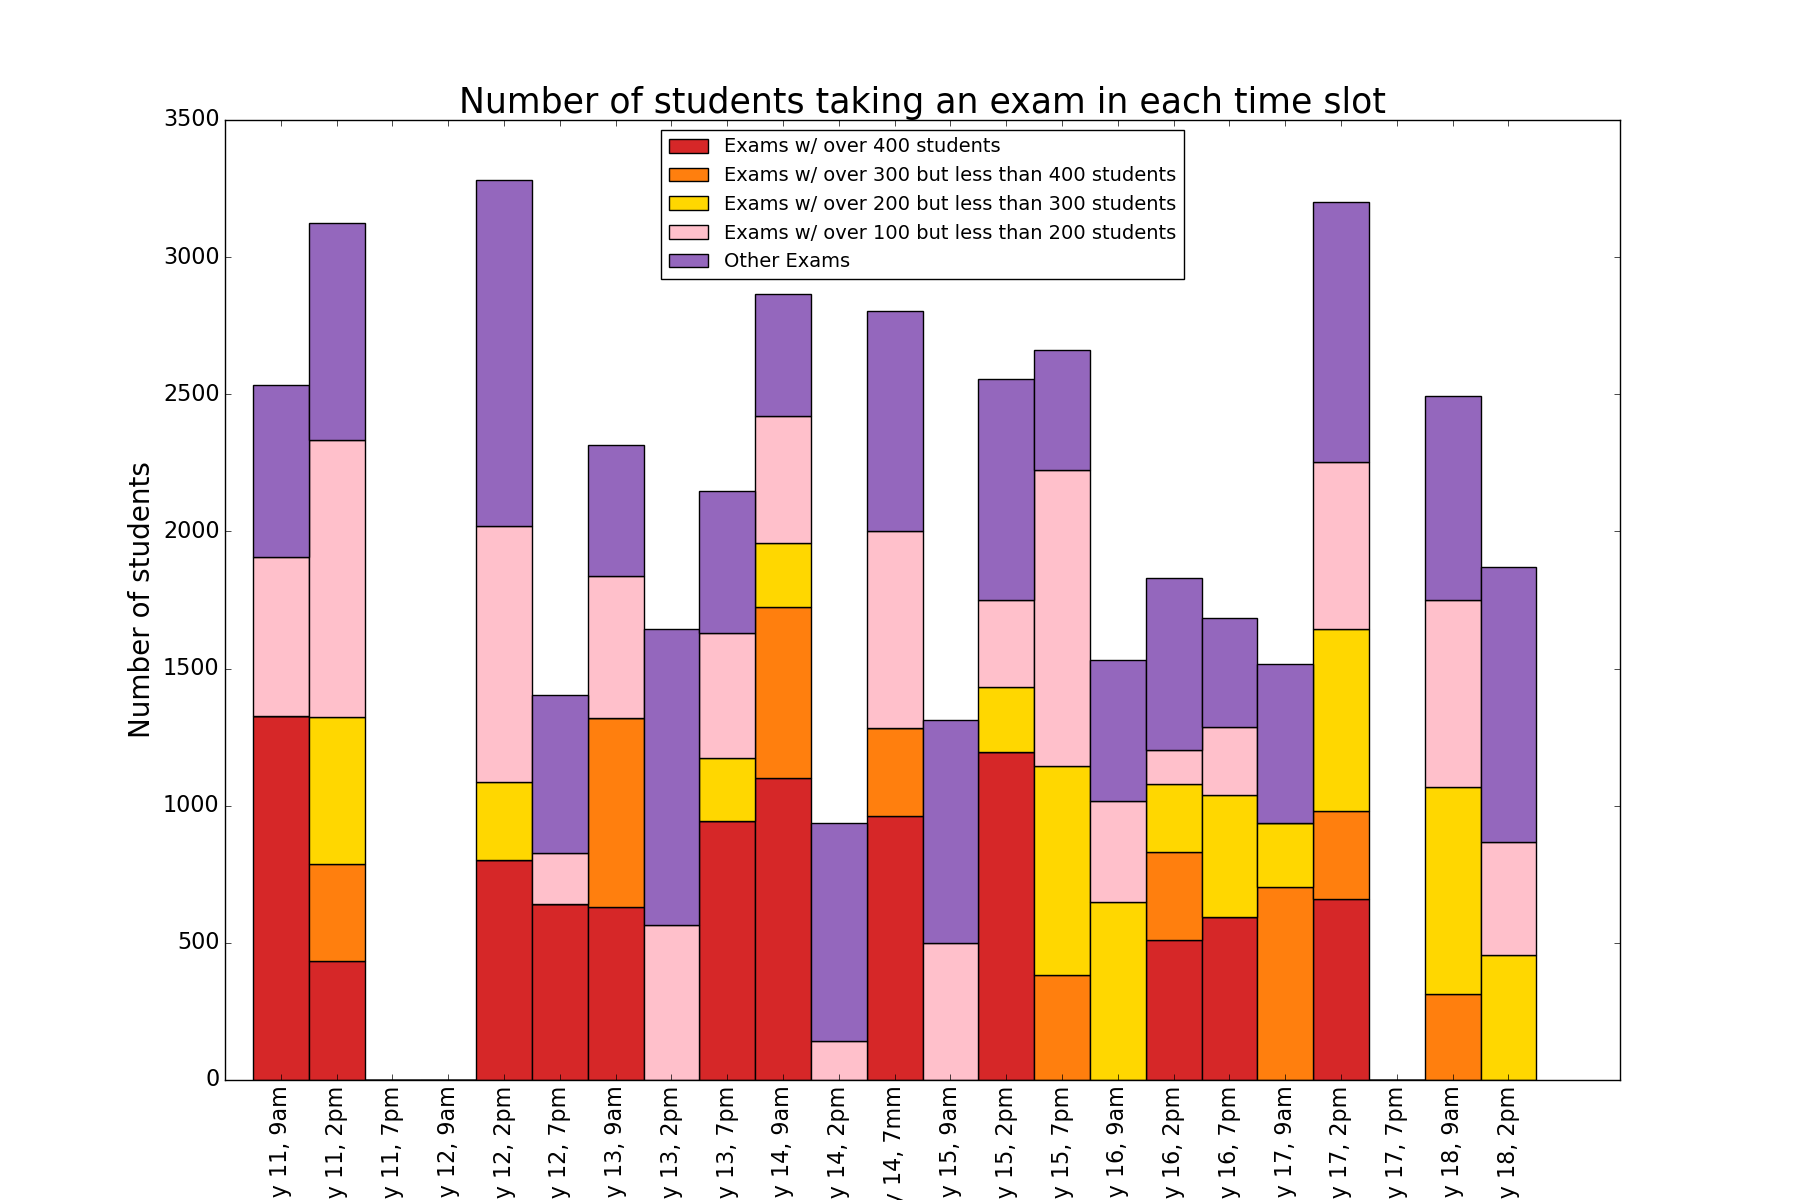 Number of students taking an exam in each time slot
Exams w/ over 400 students
Exams w/ over 300 but less than 400 students
Exams w/ over 200 but less than 300 students
Exams w/ over 100 but less than 200 students
Other Exams
Number of students
3500
3000
2500
2000
1500
1000
500
0
y 11, 9am
y 11, 2pm
y 11, 7pm
y 12, 9am
y 12, 2pm
y 12, 7pm
y 13, 9am
y 13, 2pm
y 13, 7pm
y 14, 9am
y 14, 2pm
y 14, 7mm
y 15, 9am
y 15, 2pm
y 15, 7pm
y 16, 9am
y 16, 2pm
y 16, 7pm
y 17, 9am
y 17, 2pm
y 17, 7pm
y 18, 9am
y 18, 2pm